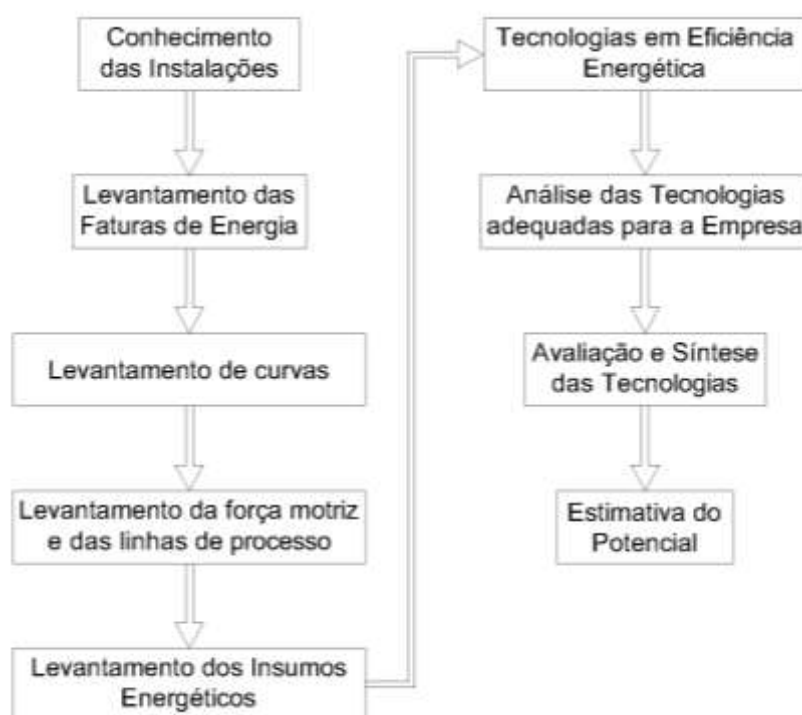 Conhecimento
das Instalações
Levantamento das
Faturas de Energia
Levantamento de curvas
Levantamento da força motriz
e das linhas de processo
Levantamento dos Insumos
Energéticos
Tecnologias em Eficiência
Energética
Análise das Tecnologias
adequadas para a Empresa
Avaliação e Síntese
das Tecnologias
Estimativa do
Potencial